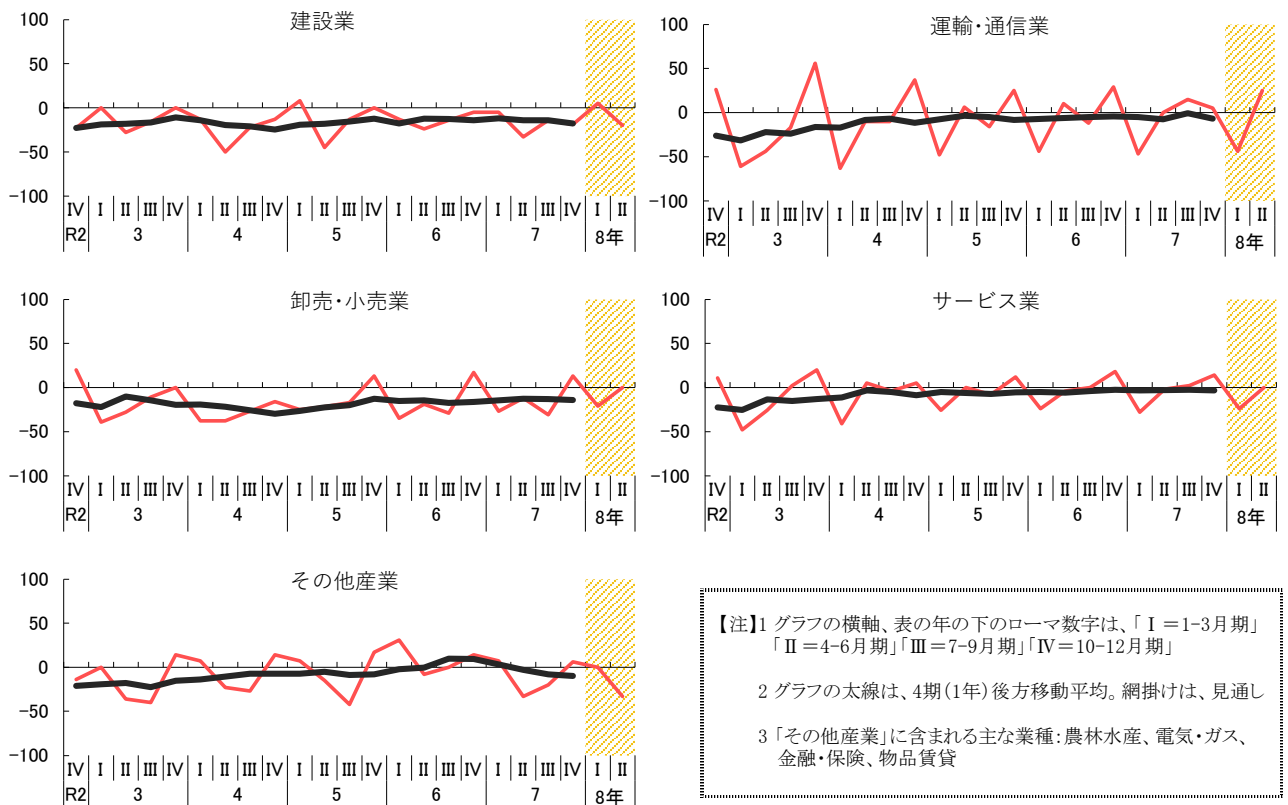 建設業
100
50
0
-50
-100
Ⅳ Ⅰ Ⅱ Ⅲ Ⅳ Ⅰ Ⅱ Ⅲ Ⅳ Ⅰ Ⅱ Ⅲ Ⅳ Ⅰ Ⅱ Ⅲ Ⅳ Ⅰ Ⅱ Ⅲ Ⅳ Ⅰ Ⅱ
R2 3 4 5 6 7 8年
運輸・通信業
100
50
0
-50
-100
Ⅳ Ⅰ Ⅱ Ⅲ Ⅳ Ⅰ Ⅱ Ⅲ Ⅳ Ⅰ Ⅱ Ⅲ Ⅳ Ⅰ Ⅱ Ⅲ Ⅳ Ⅰ Ⅱ Ⅲ Ⅳ Ⅰ Ⅱ
R2 3 4 5 6 7 8年
卸売・小売業
100
50
0
-50
-100
Ⅳ Ⅰ Ⅱ Ⅲ Ⅳ Ⅰ Ⅱ Ⅲ Ⅳ Ⅰ Ⅱ Ⅲ Ⅳ Ⅰ Ⅱ Ⅲ Ⅳ Ⅰ Ⅱ Ⅲ Ⅳ Ⅰ Ⅱ
R2 3 4 5 6 7 8年
サービス業
100
50
0
-50
-100
Ⅳ Ⅰ Ⅱ Ⅲ Ⅳ Ⅰ Ⅱ Ⅲ Ⅳ Ⅰ Ⅱ Ⅲ Ⅳ Ⅰ Ⅱ Ⅲ Ⅳ Ⅰ Ⅱ Ⅲ Ⅳ Ⅰ Ⅱ
R2 3 4 5 6 7 8年
その他産業
100
50
0
-50
-100
Ⅳ Ⅰ Ⅱ Ⅲ Ⅳ Ⅰ Ⅱ Ⅲ Ⅳ Ⅰ Ⅱ Ⅲ Ⅳ Ⅰ Ⅱ Ⅲ Ⅳ Ⅰ Ⅱ Ⅲ Ⅳ Ⅰ Ⅱ
R2 3 4 5 6 7 8年
【注】1 グラフの横軸、表の年の下のローマ数字は、「Ⅰ=1-3月期」
「Ⅱ=4-6月期」「Ⅲ=7-9月期」「Ⅳ=10-12月期」
2 グラフの太線は、4期(1年)後方移動平均。網掛けは、見通し
3 「その他産業」に含まれる主な業種:農林水産、電気・ガス、
金融・保険、物品賃貸